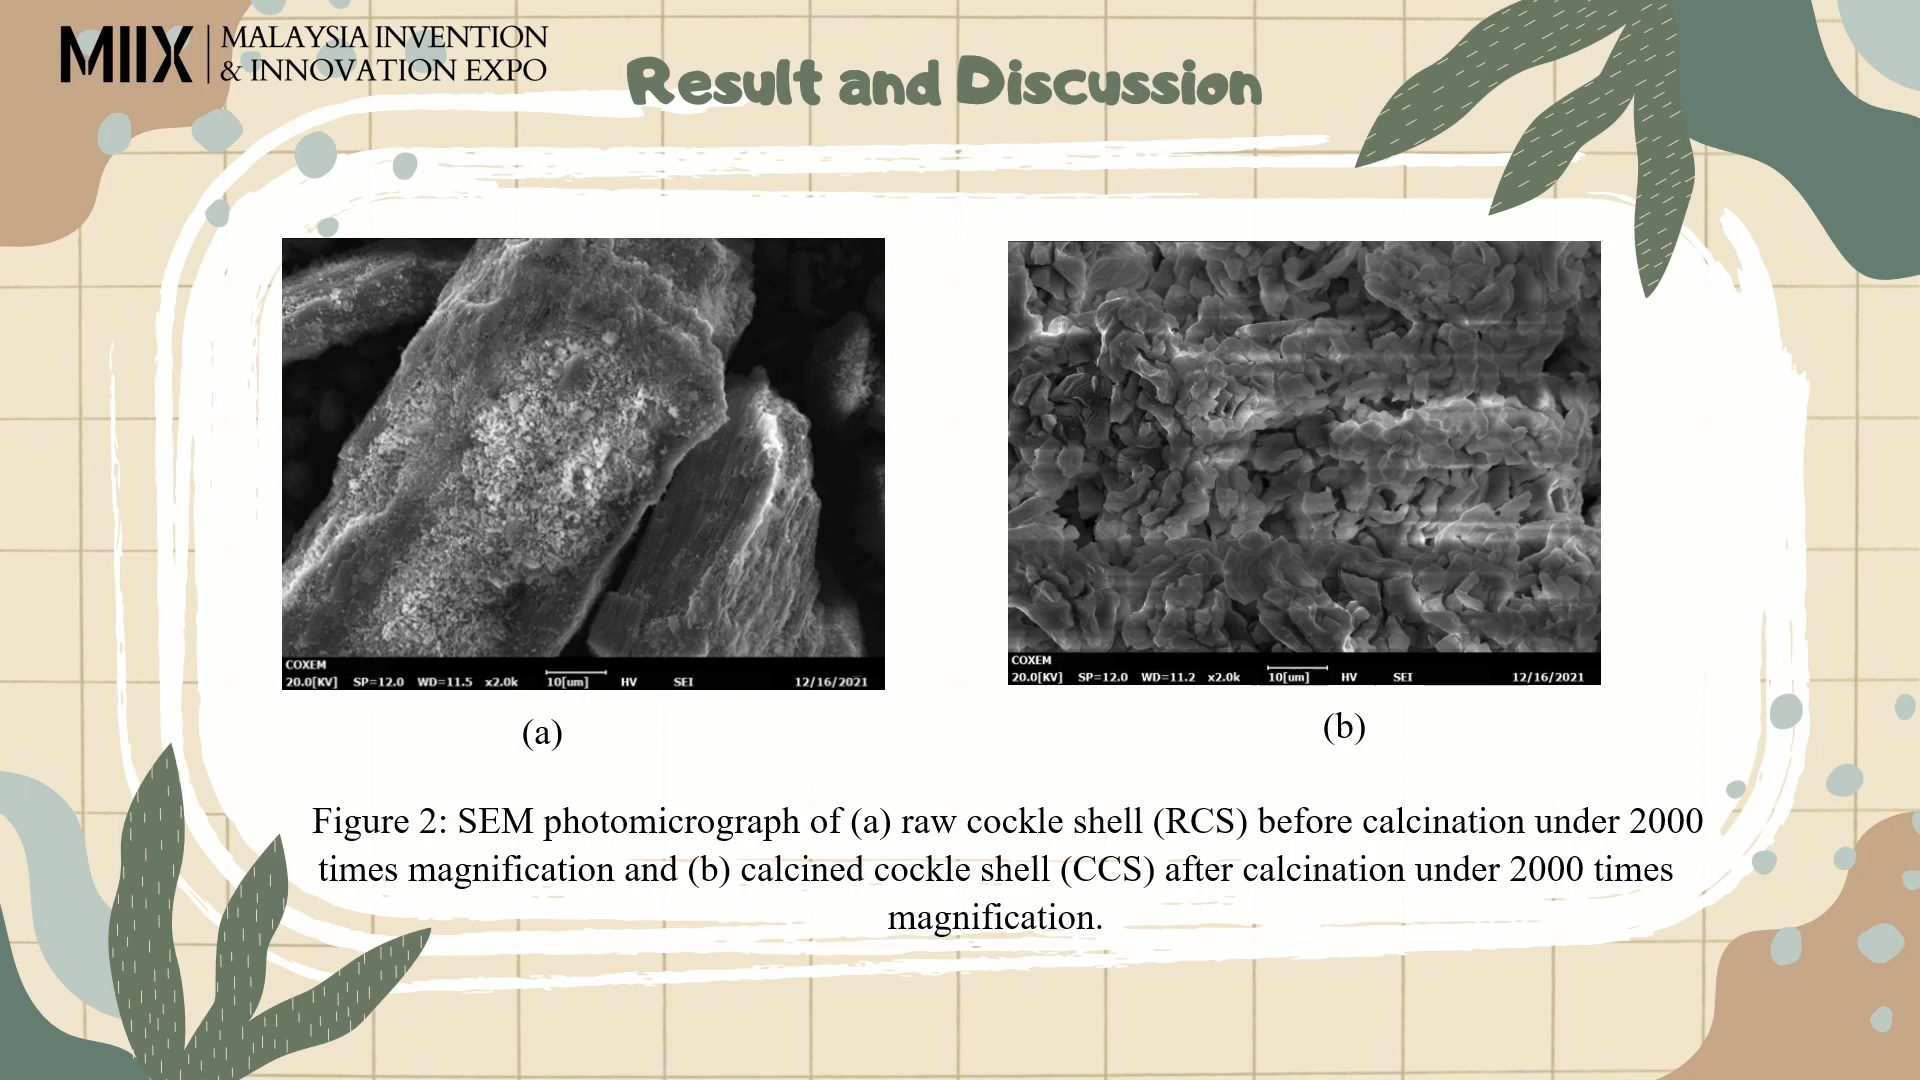 MIIX | MALAYSIA INVENTION
& INNOVATION EXPO
Result and Discussion
COXEM
20.0[KV] SP=12.0 WD=11.5 x2.0k 10[um] HV SEI 12/16/2021
COXEM
20.0[KV] SP=12.0 WD=11.2 x2.0k 10[um] HV SEI 12/16/2021
(a)
(b)
Figure 2: SEM photomicrograph of (a) raw cockle shell (RCS) before calcination under 2000
times magnification and (b) calcined cockle shell (CCS) after calcination under 2000 times
magnification.